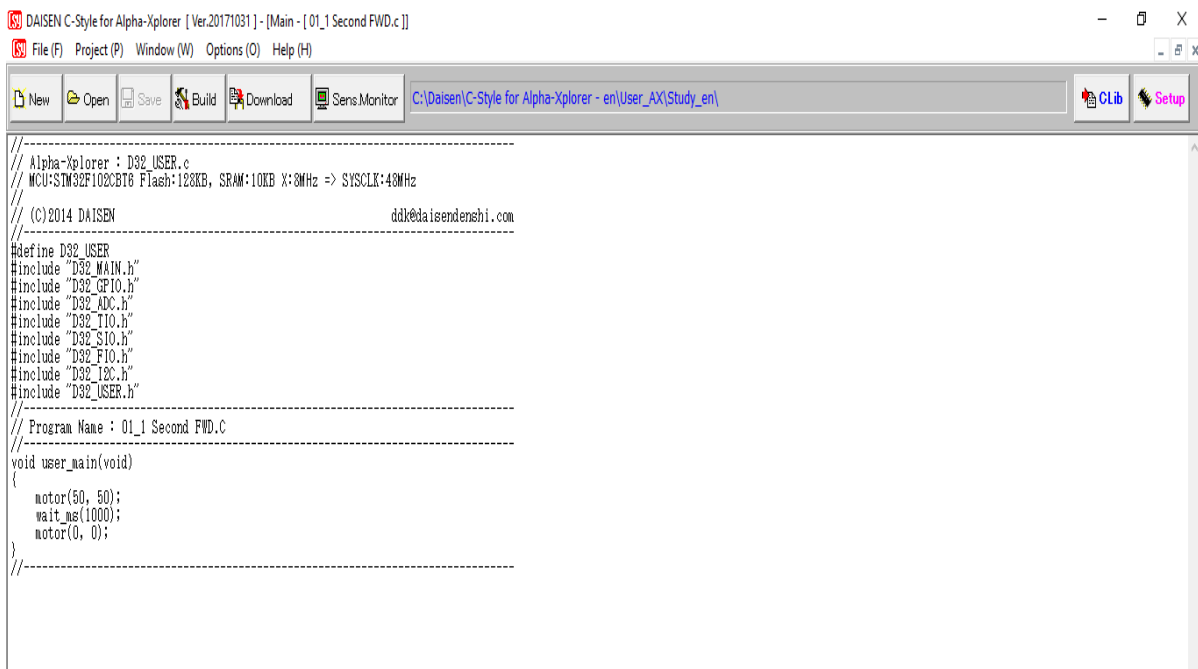 DAISEN C-Style for Alpha-Xplorer [ Ver.20171031 ] - [Main - [ 01_1 Second FWD.c ]]
File (F) Project (P) Window (W) Options (O) Help (H)
New Open Save Build Download Sens.Monitor C:\Daisen\C-Style for Alpha-Xplorer - en\User_AX\Study_en\ CLib Setup
//------------------------------------------------------------------------------
// Alpha-Xplorer : D32_USER.c
// MCU:STM32F102CBT6 Flash:128KB, SRAM:10KB X:8MHz => SYSCLK:48MHz
//
// (C)2014 DAISEN ddk@daisendenshi.com
//------------------------------------------------------------------------------
#define D32_USER
#include "D32_MAIN.h"
#include "D32_GPIO.h"
#include "D32_ADC.h"
#include "D32_TIO.h"
#include "D32_SIO.h"
#include "D32_FIO.h"
#include "D32_I2C.h"
#include "D32_USER.h"
//------------------------------------------------------------------------------
// Program Name : 01_1 Second FWD.C
//------------------------------------------------------------------------------
void user_main(void)
{
motor(50, 50);
wait_ms(1000);
motor(0, 0);
}
//------------------------------------------------------------------------------